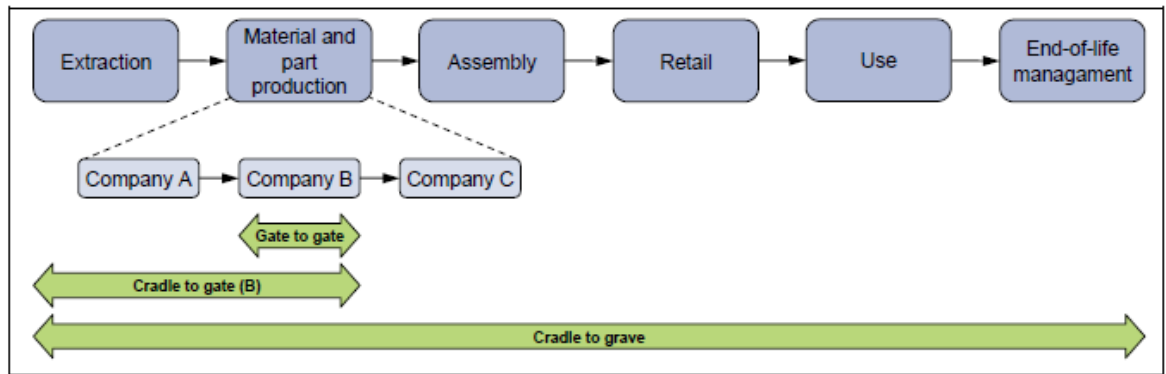 Extraction
Material and
part
production
Assembly
Retail
Use
End-of-life
managament
Company A
Company B
Company C
Gate to gate
Cradle to gate (B)
Cradle to grave